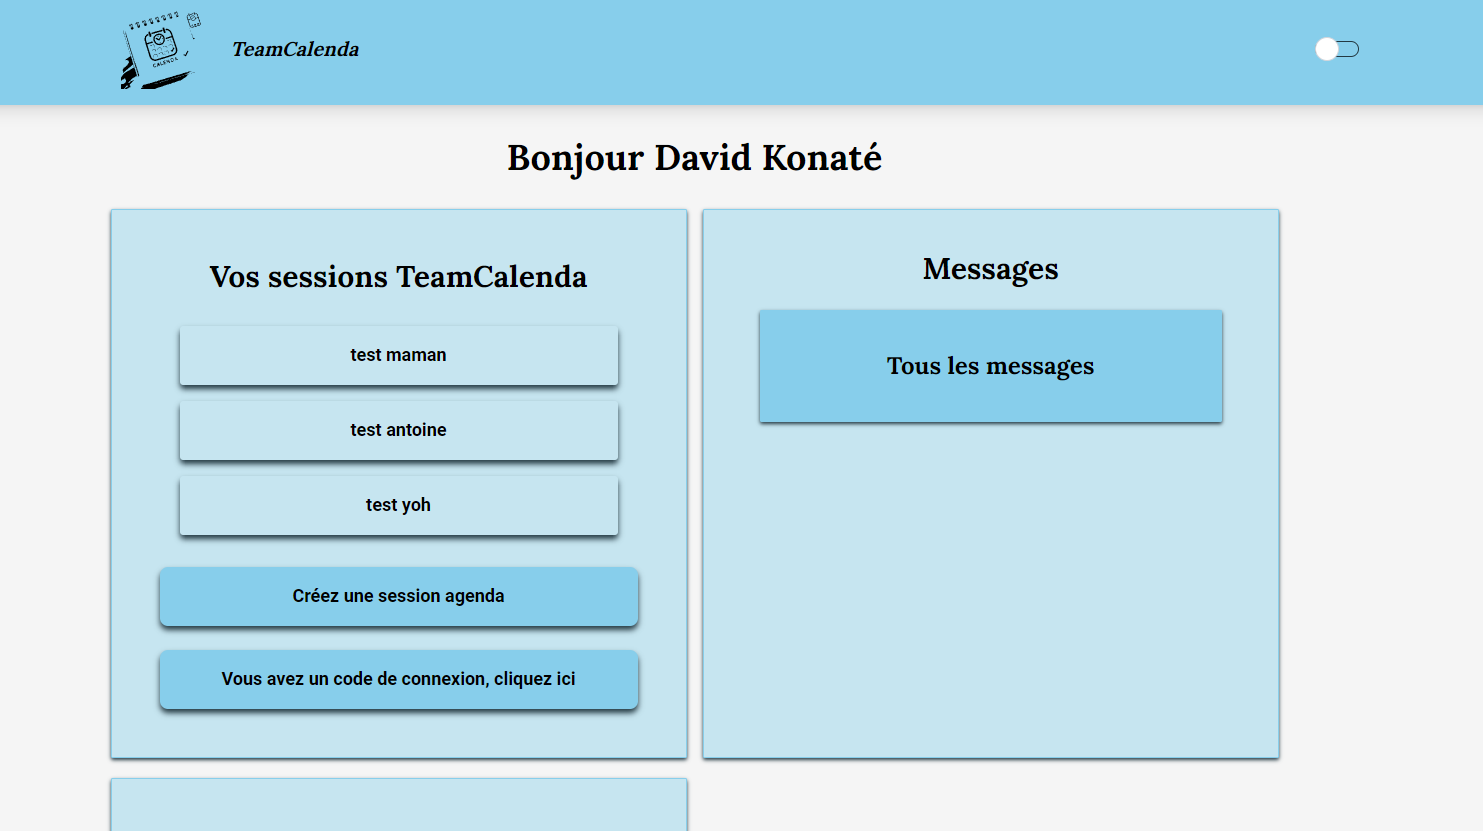 CALENDA
TeamCalenda
Bonjour David Konaté
Vos sessions TeamCalenda
test maman
test antoine
test yoh
Créez une session agenda
Vous avez un code de connexion, cliquez ici
Messages
Tous les messages